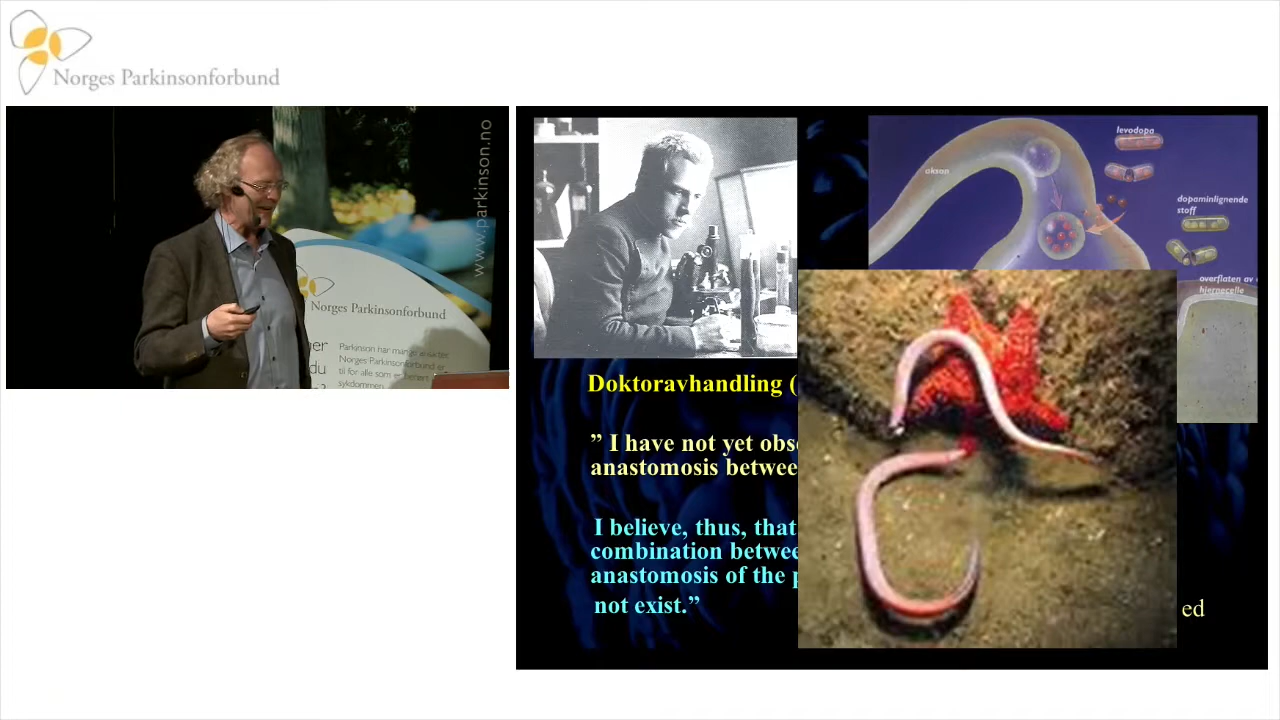 Norges Parkinsonforbund
www.parkinson.no
Norges Parkinsonforbund
Parkinson har mange ansikter.
Norges Parkinsonforbund er
til for alle som er berørt av
sykdommen.
du
levodopa
akson
dopaminlignende
stoff
overflaten av
hjernecelle
Doktoravhandling (
” I have not yet obs
anastomosis betwee
I believe, thus, that
combination betwee
anastomosis of the p
not exist.”
ed